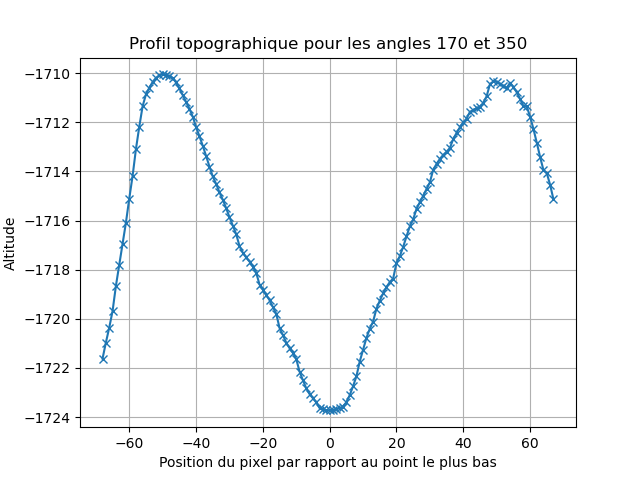 Profil topographique pour les angles 170 et 350
Altitude
−1710
−1712
−1714
−1716
−1718
−1720
−1722
−1724
−60 −40 −20 0 20 40 60
Position du pixel par rapport au point le plus bas